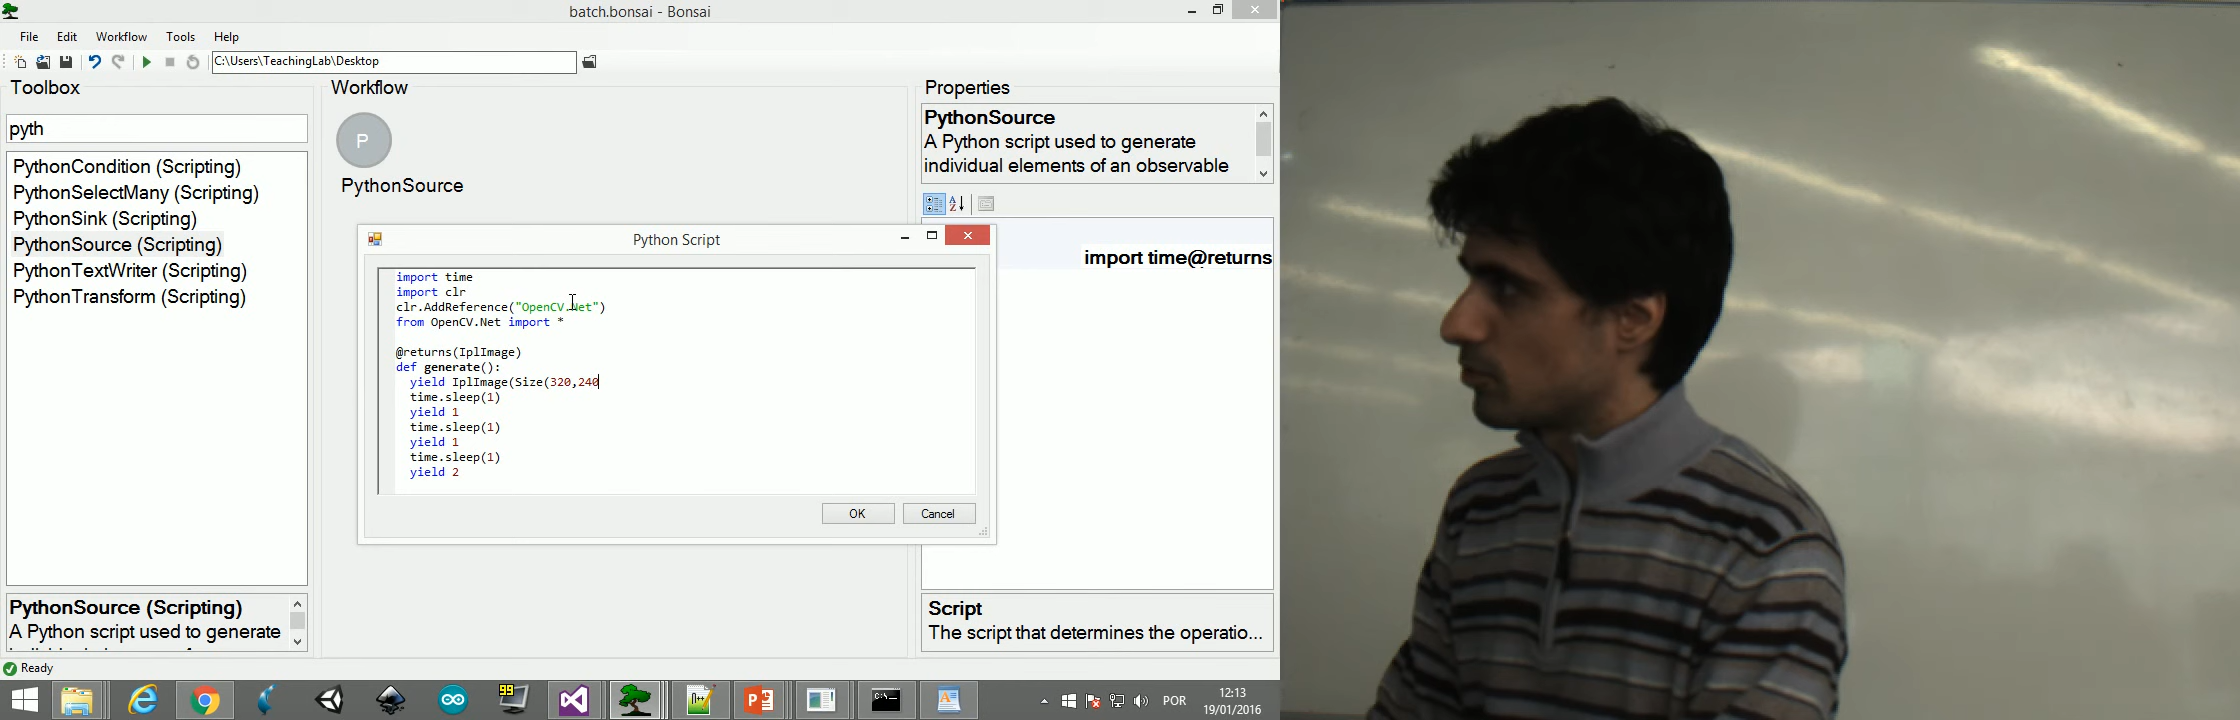 batch.bonsai - Bonsai
File Edit Workflow Tools Help
C:\Users\TeachingLab\Desktop
Toolbox
pyth
PythonCondition (Scripting)
PythonSelectMany (Scripting)
PythonSink (Scripting)
PythonSource (Scripting)
PythonTextWriter (Scripting)
PythonTransform (Scripting)
PythonSource (Scripting)
A Python script used to generate
Workflow
P
PythonSource
Python Script
import time
import clr
clr.AddReference("OpenCV.Net")
from OpenCV.Net import *
@returns(IplImage)
def generate():
yield IplImage(Size(320,240
time.sleep(1)
yield 1
time.sleep(1)
yield 1
time.sleep(1)
yield 2
OK Cancel
Properties
PythonSource
A Python script used to generate
individual elements of an observable
import time@returns
Script
The script that determines the operatio...
Ready
99
POR
12:13
19/01/2016